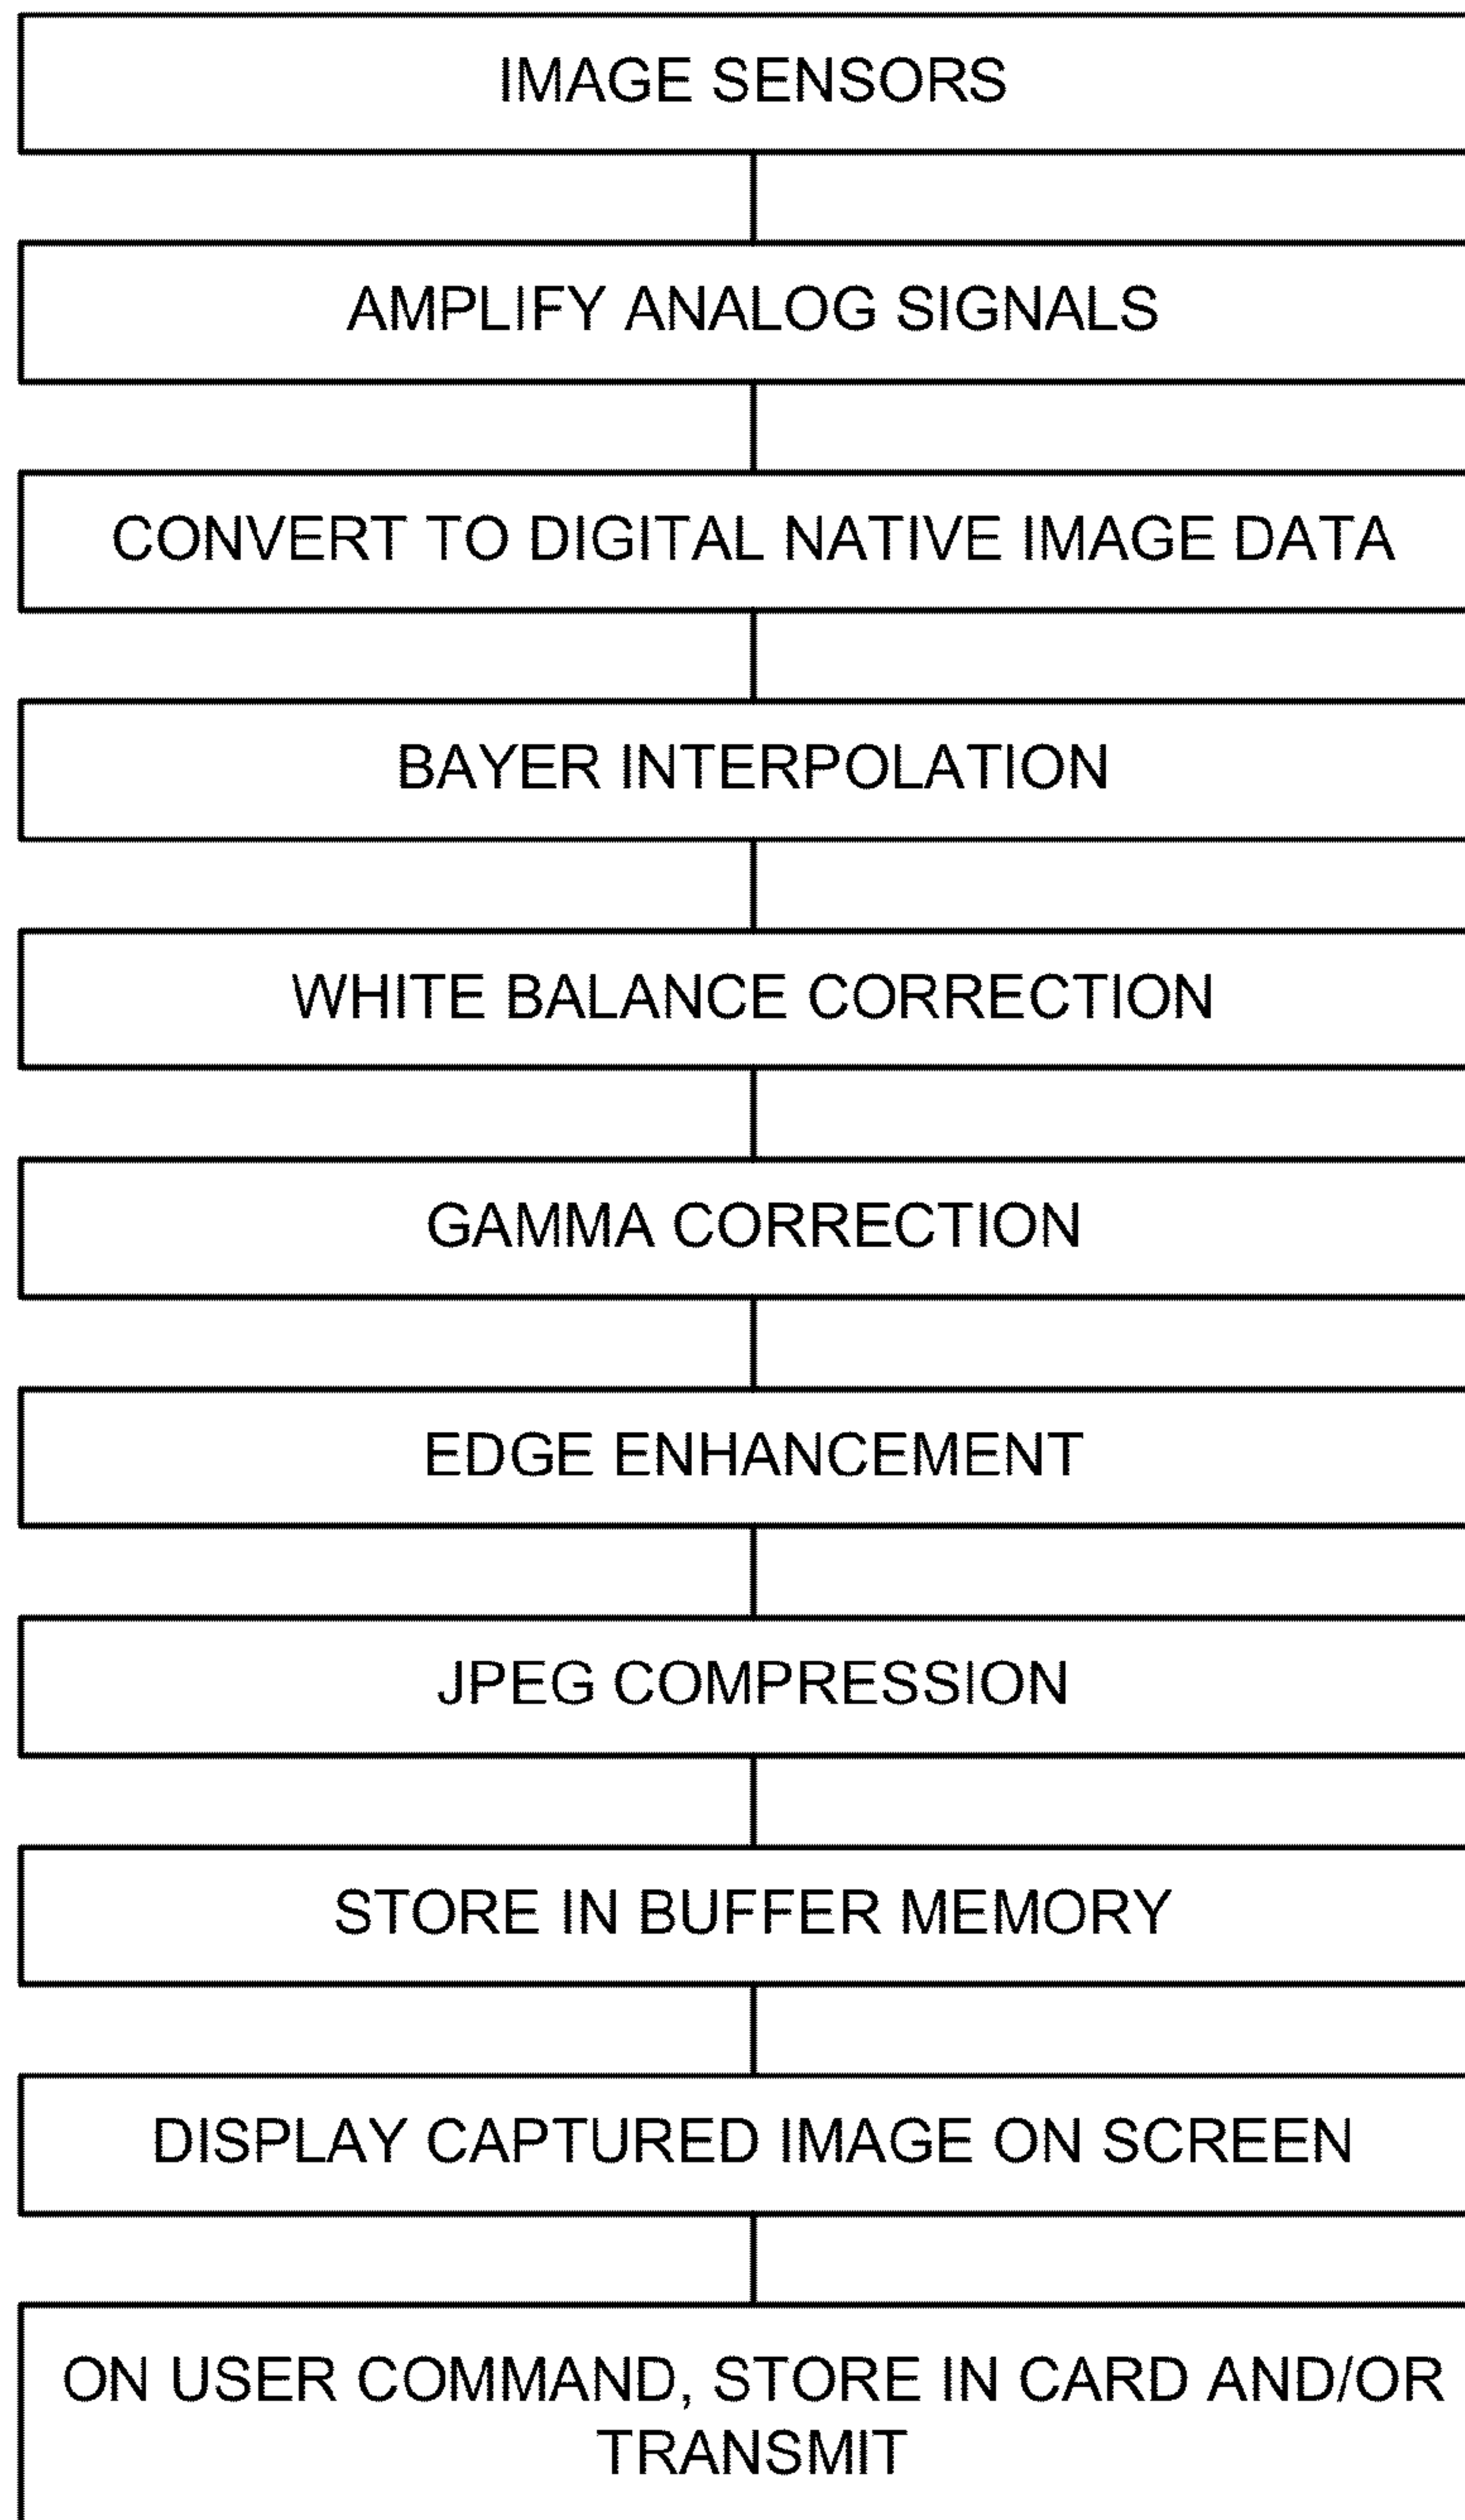 IMAGE SENSORS
AMPLIFY ANALOG SIGNALS
CONVERT TO DIGITAL NATIVE IMAGE DATA
BAYER INTERPOLATION
WHITE BALANCE CORRECTION
GAMMA CORRECTION
EDGE ENHANCEMENT
JPEG COMPRESSION
STORE IN BUFFER MEMORY
DISPLAY CAPTURED IMAGE ON SCREEN
ON USER COMMAND, STORE IN CARD AND/OR
TRANSMIT